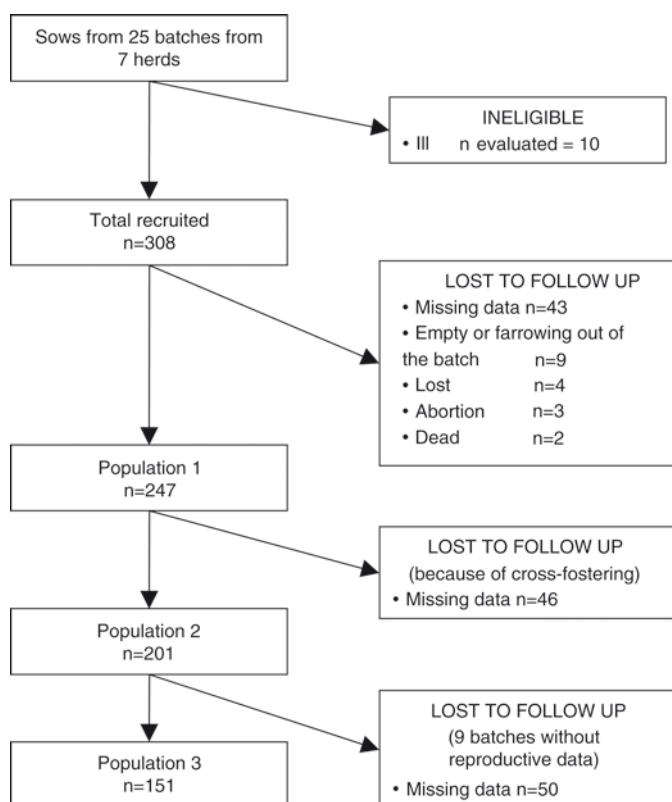 Sows from 25 batches from
7 herds
INELIGIBLE
• Ill n evaluated = 10
Total recruited
n=308
LOST TO FOLLOW UP
• Missing data n=43
• Empty or farrowing out of
the batch n=9
• Lost n=4
• Abortion n=3
• Dead n=2
Population 1
n=247
LOST TO FOLLOW UP
(because of cross-fostering)
• Missing data n=46
Population 2
n=201
LOST TO FOLLOW UP
(9 batches without
reproductive data)
• Missing data n=50
Population 3
n=151